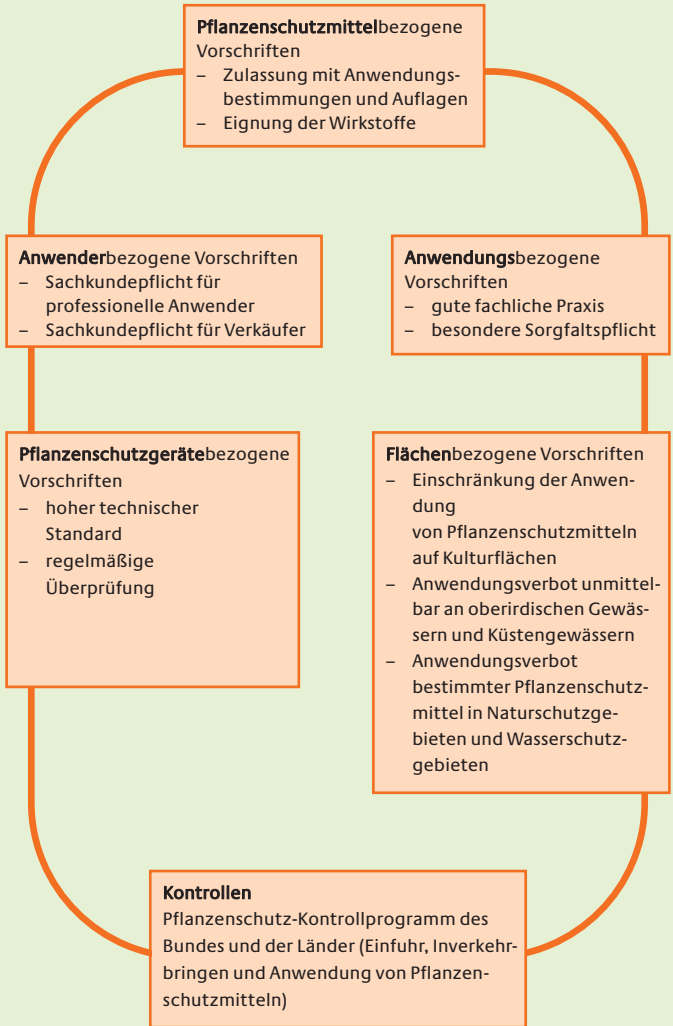 Pflanzenschutzmittelbezogene
Vorschriften
– Zulassung mit Anwendungs-
bestimmungen und Auflagen
– Eignung der Wirkstoffe
Anwenderbezogene Vorschriften
– Sachkundepflicht für
professionelle Anwender
– Sachkundepflicht für Verkäufer
Anwendungsbezogene
Vorschriften
– gute fachliche Praxis
– besondere Sorgfaltspflicht
Pflanzenschutzgerätebezogene
Vorschriften
– hoher technischer
Standard
– regelmäßige
Überprüfung
Flächenbezogene Vorschriften
– Einschränkung der Anwen-
dung
von Pflanzenschutzmitteln
auf Kulturflächen
– Anwendungsverbot unmittel-
bar an oberirdischen Gewäs-
sern und Küstengewässern
– Anwendungsverbot
bestimmter Pflanzenschutz-
mittel in Naturschutzge-
bieten und Wasserschutz-
gebieten
Kontrollen
Pflanzenschutz-Kontrollprogramm des
Bundes und der Länder (Einfuhr, Inverkehr-
bringen und Anwendung von Pflanzen-
schutzmitteln)